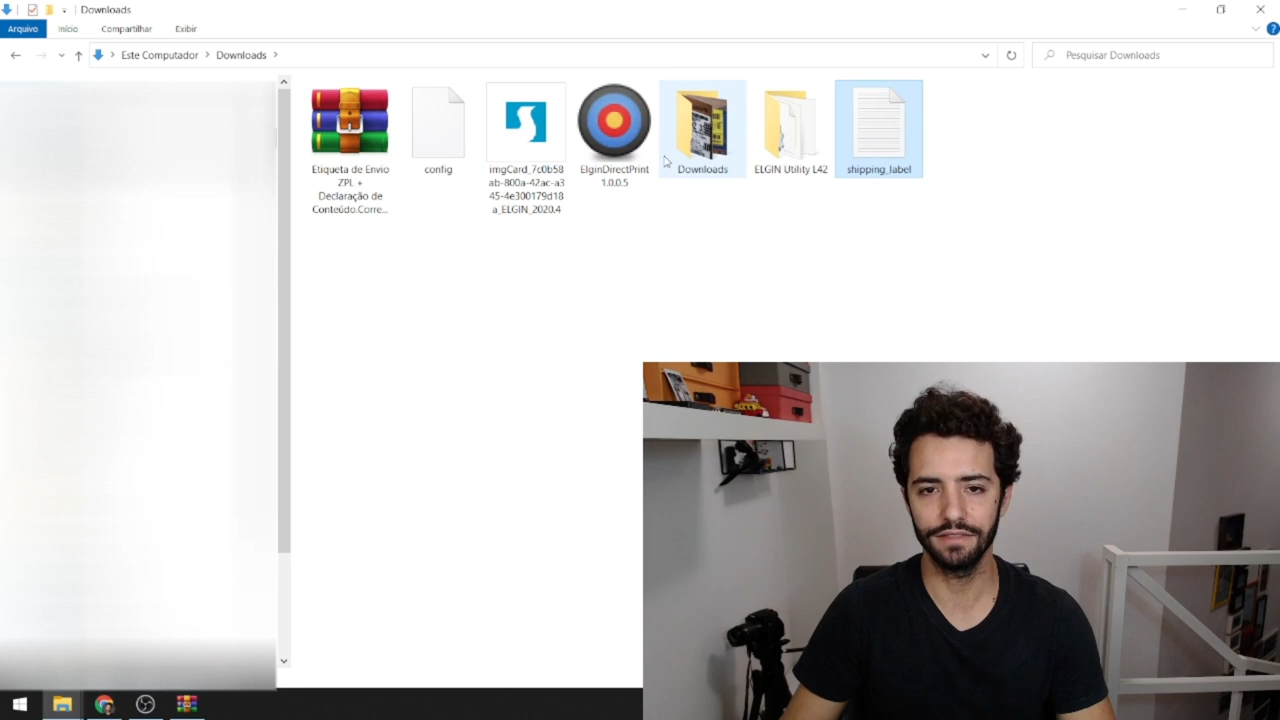 Downloads
Arquivo Início Compartilhar Exibir
Este Computador Downloads
Pesquisar Downloads
Etiqueta de Envio
ZPL +
Declaração de
Conteúdo.Corre...
config
imgCard_7c0b58
ab-800a-42ac-a3
45-4e300179d18
a_ELGIN_2020.4
ElginDirectPrint
1.0.0.5
Downloads
ELGIN Utility L42
shipping_label